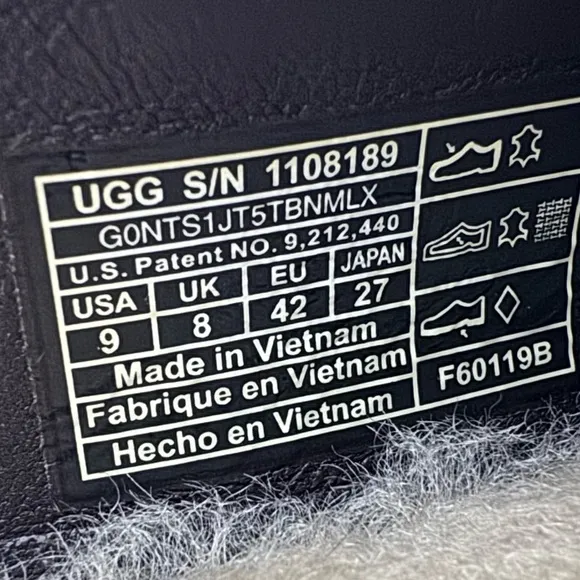 UGG S/N 1108189
G0NTS1JT5TBNMLX
U.S. Patent NO. 9,212,440
USA UK EU JAPAN
9 8 42 27
Made in Vietnam
Fabrique en Vietnam
Hecho en Vietnam
F60119B